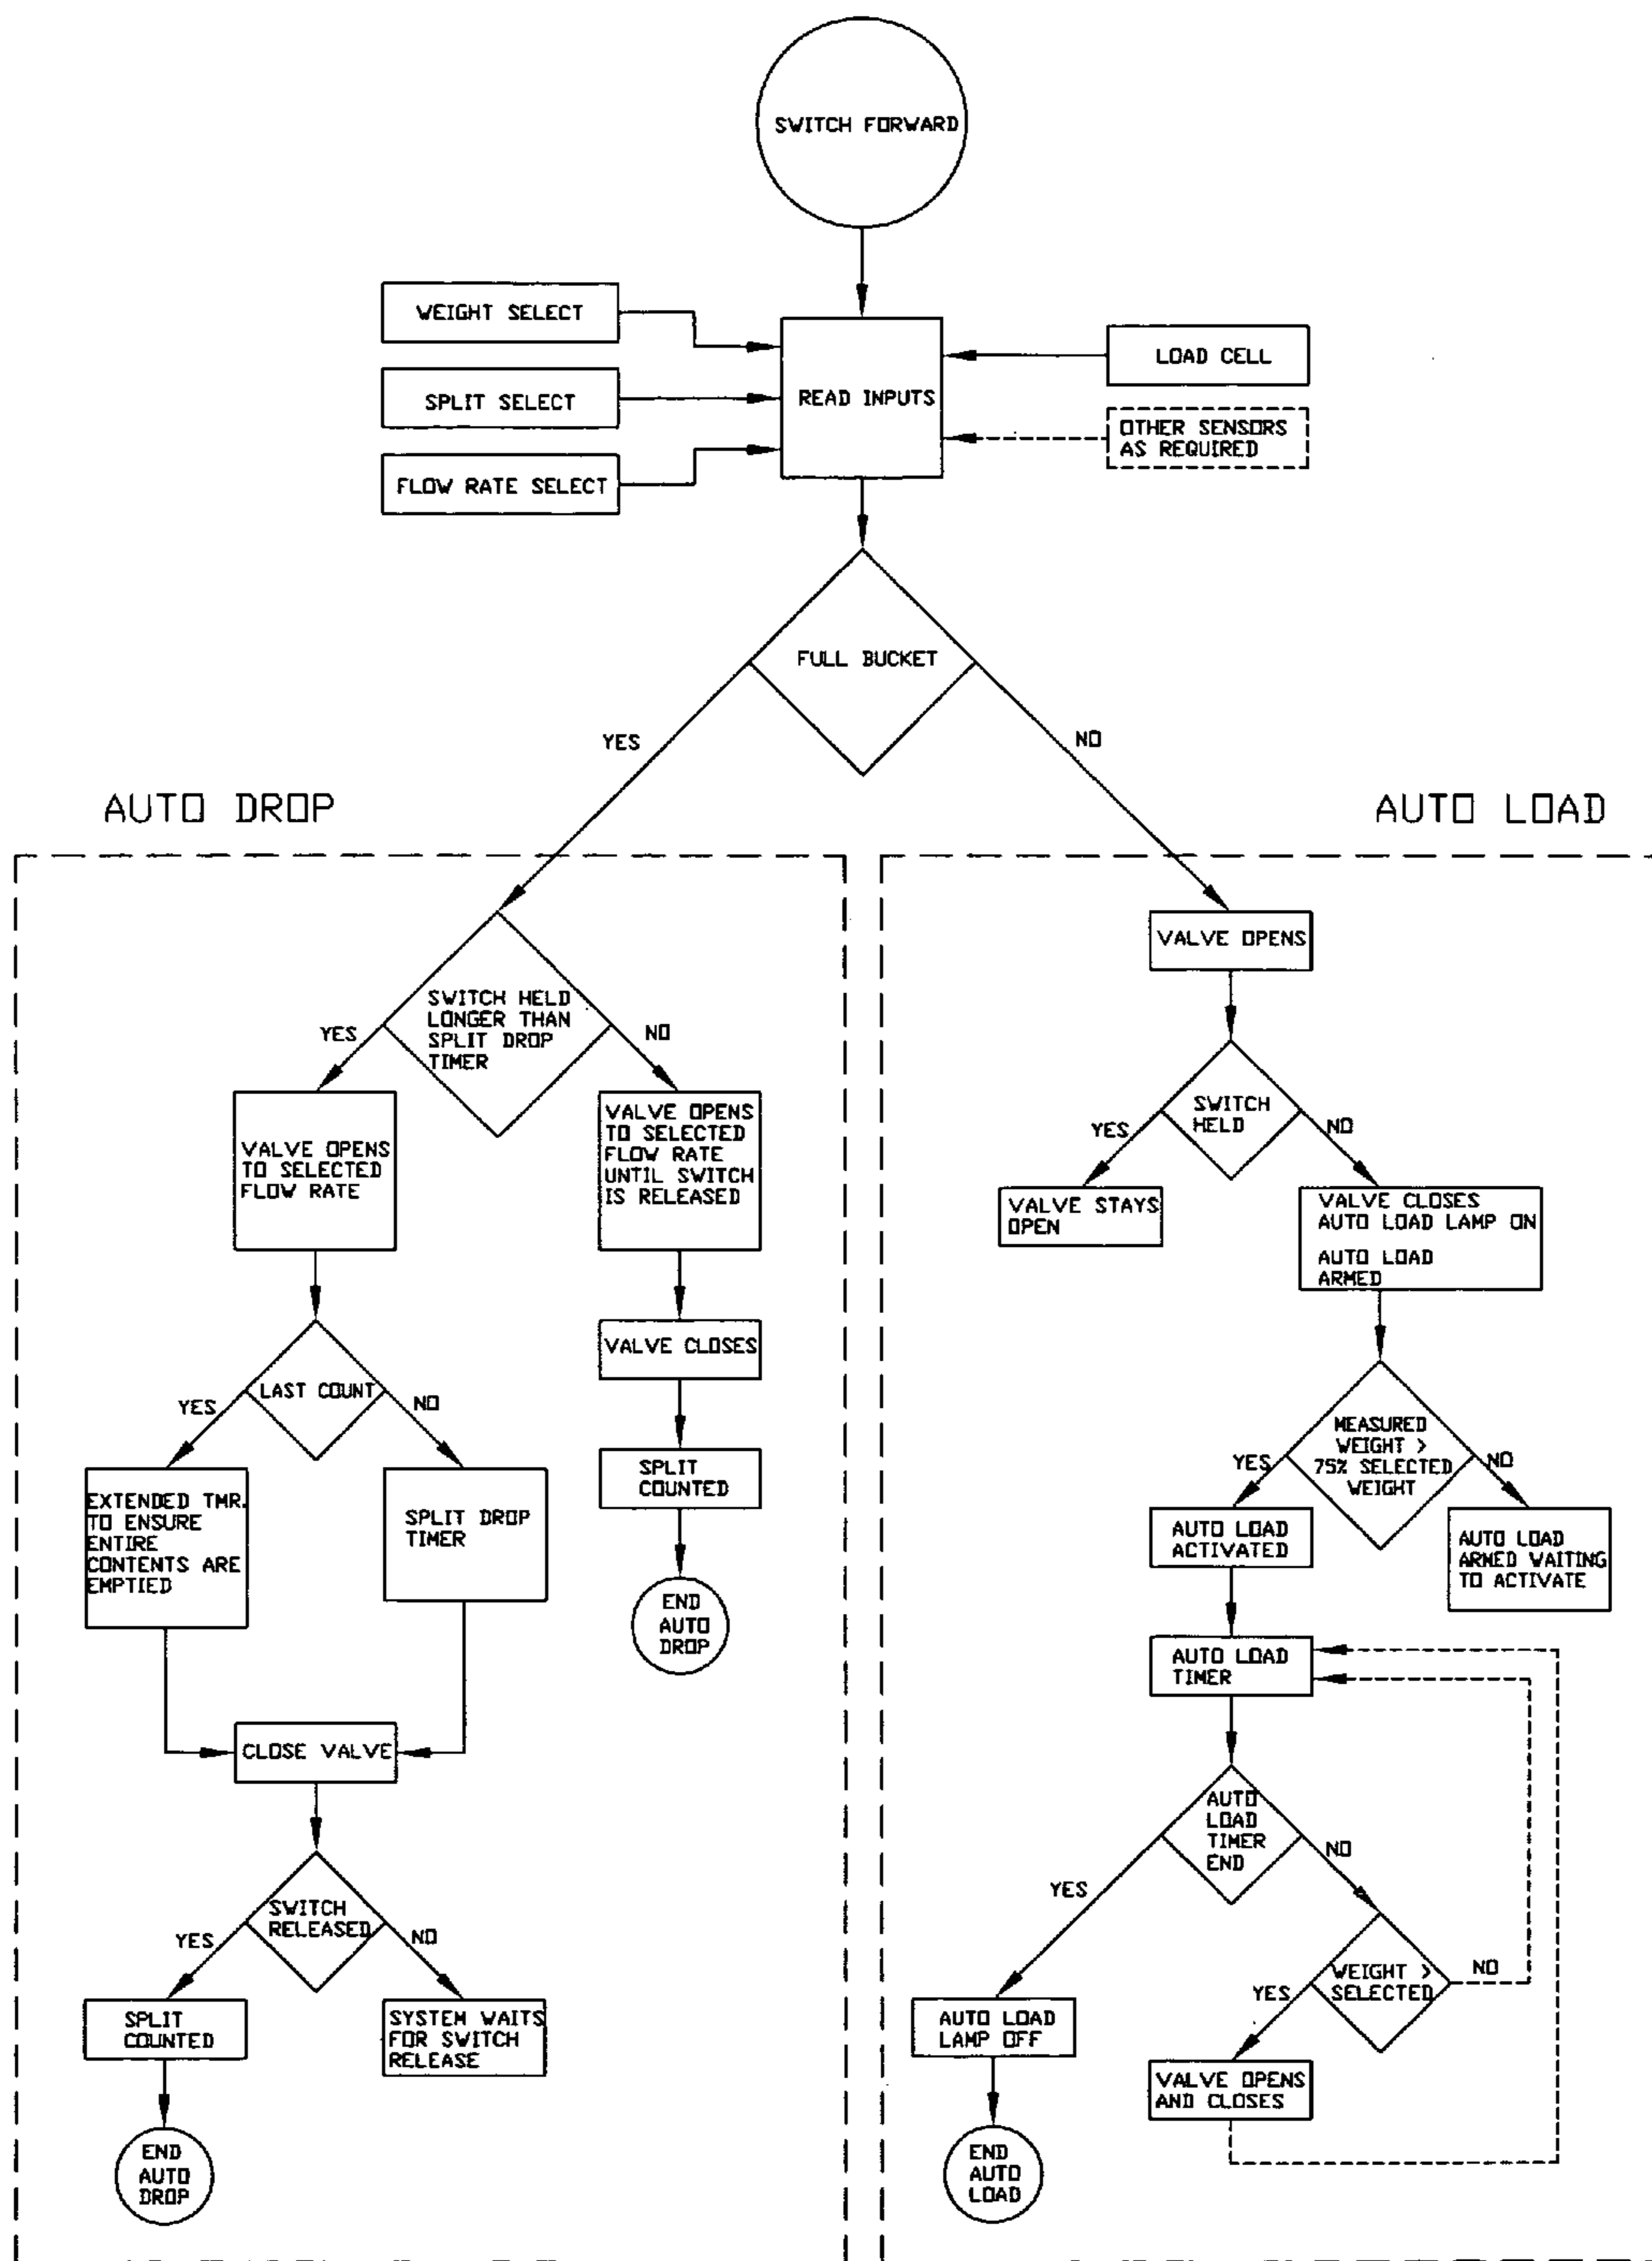 SWITCH FORWARD
WEIGHT SELECT
SPLIT SELECT
FLOW RATE SELECT
READ INPUTS
LOAD CELL
OTHER SENSORS
AS REQUIRED
FULL BUCKET
YES
NO
AUTO DROP
SWITCH HELD
LONGER THAN
SPLIT DROP
TIMER
YES
NO
VALVE OPENS
TO SELECTED
FLOW RATE
VALVE OPENS
TO SELECTED
FLOW RATE
UNTIL SWITCH
IS RELEASED
VALVE CLOSES
SPLIT
COUNTED
END
AUTO
DROP
LAST COUNT
YES
NO
EXTENDED TMR.
TO ENSURE
ENTIRE
CONTENTS ARE
EMPTIED
SPLIT DROP
TIMER
CLOSE VALVE
SWITCH
RELEASED
YES
NO
SPLIT
COUNTED
SYSTEM WAITS
FOR SWITCH
RELEASE
END
AUTO
DROP
AUTO LOAD
VALVE OPENS
SWITCH
HELD
YES
NO
VALVE STAYS
OPEN
VALVE CLOSES
AUTO LOAD LAMP ON
AUTO LOAD
ARMED
MEASURED
WEIGHT >
75% SELECTED
WEIGHT
YES
NO
AUTO LOAD
ACTIVATED
AUTO LOAD
ARMED WAITING
TO ACTIVATE
AUTO LOAD
TIMER
AUTO
LOAD
TIMER
END
YES
NO
WEIGHT >
SELECTED
YES
NO
AUTO LOAD
LAMP OFF
VALVE OPENS
AND CLOSES
END
AUTO
LOAD